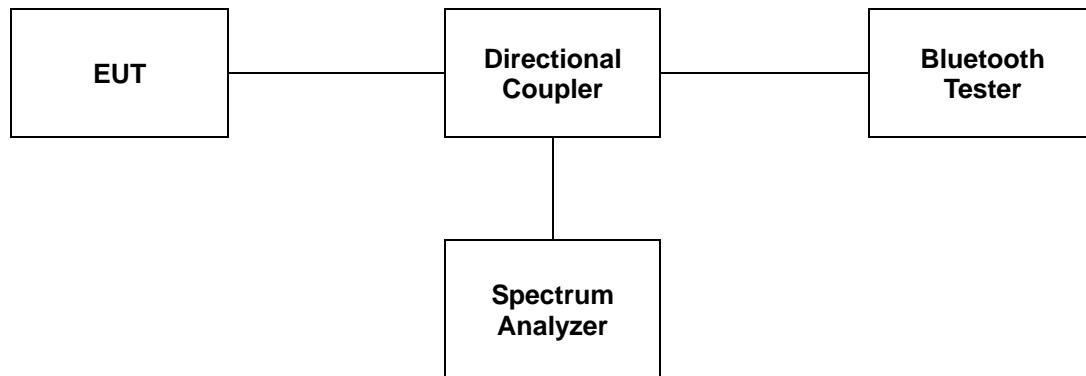 EUT
Directional
Coupler
Bluetooth
Tester
Spectrum
Analyzer